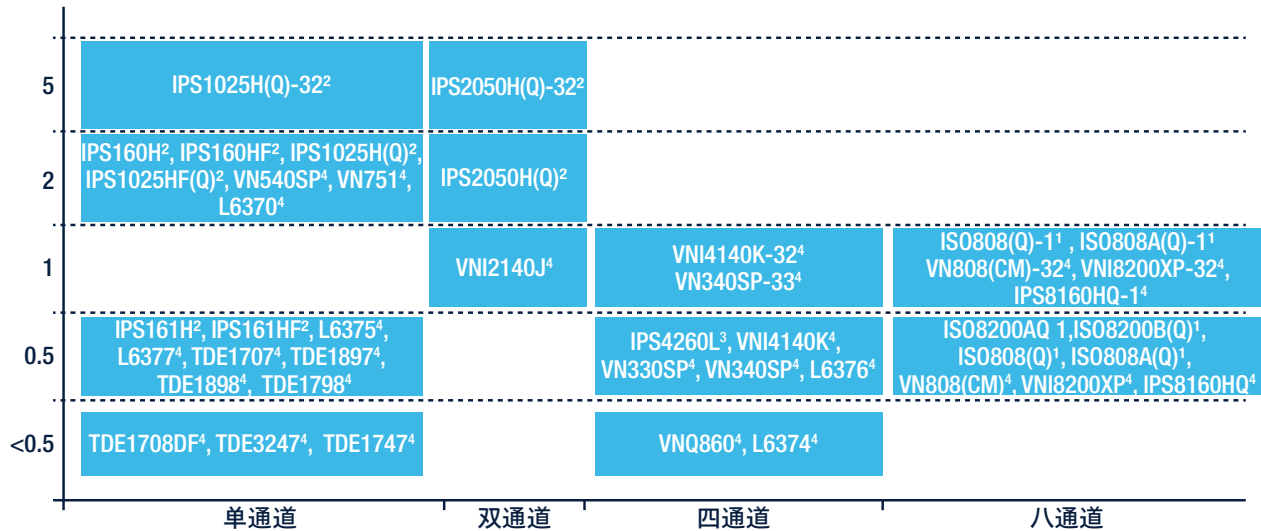 5
IPS1025H(Q)-32²
IPS2050H(Q)-32²
2
IPS160H², IPS160HF², IPS1025H(Q)²,
IPS1025HF(Q)², VN540SP⁴, VN751⁴,
L6370⁴
IPS2050H(Q)²
1
VNI2140J⁴
VNI4140K-32⁴
VN340SP-33⁴
ISO808(Q)-1¹ , ISO808A(Q)-1¹
VN808(CM)-32⁴, VNI8200XP-32⁴,
IPS8160HQ-1⁴
0.5
IPS161H², IPS161HF², L6375⁴,
L6377⁴, TDE1707⁴, TDE1897⁴,
TDE1898⁴, TDE1798⁴
IPS4260L³, VNI4140K⁴,
VN330SP⁴, VN340SP⁴, L6376⁴
ISO8200AQ 1,ISO8200B(Q)¹,
ISO808(Q)¹, ISO808A(Q)¹,
VN808(CM)⁴, VNI8200XP⁴, IPS8160HQ⁴
<0.5
TDE1708DF⁴, TDE3247⁴, TDE1747⁴
VNQ860⁴, L6374⁴
单通道
双通道
四通道
八通道